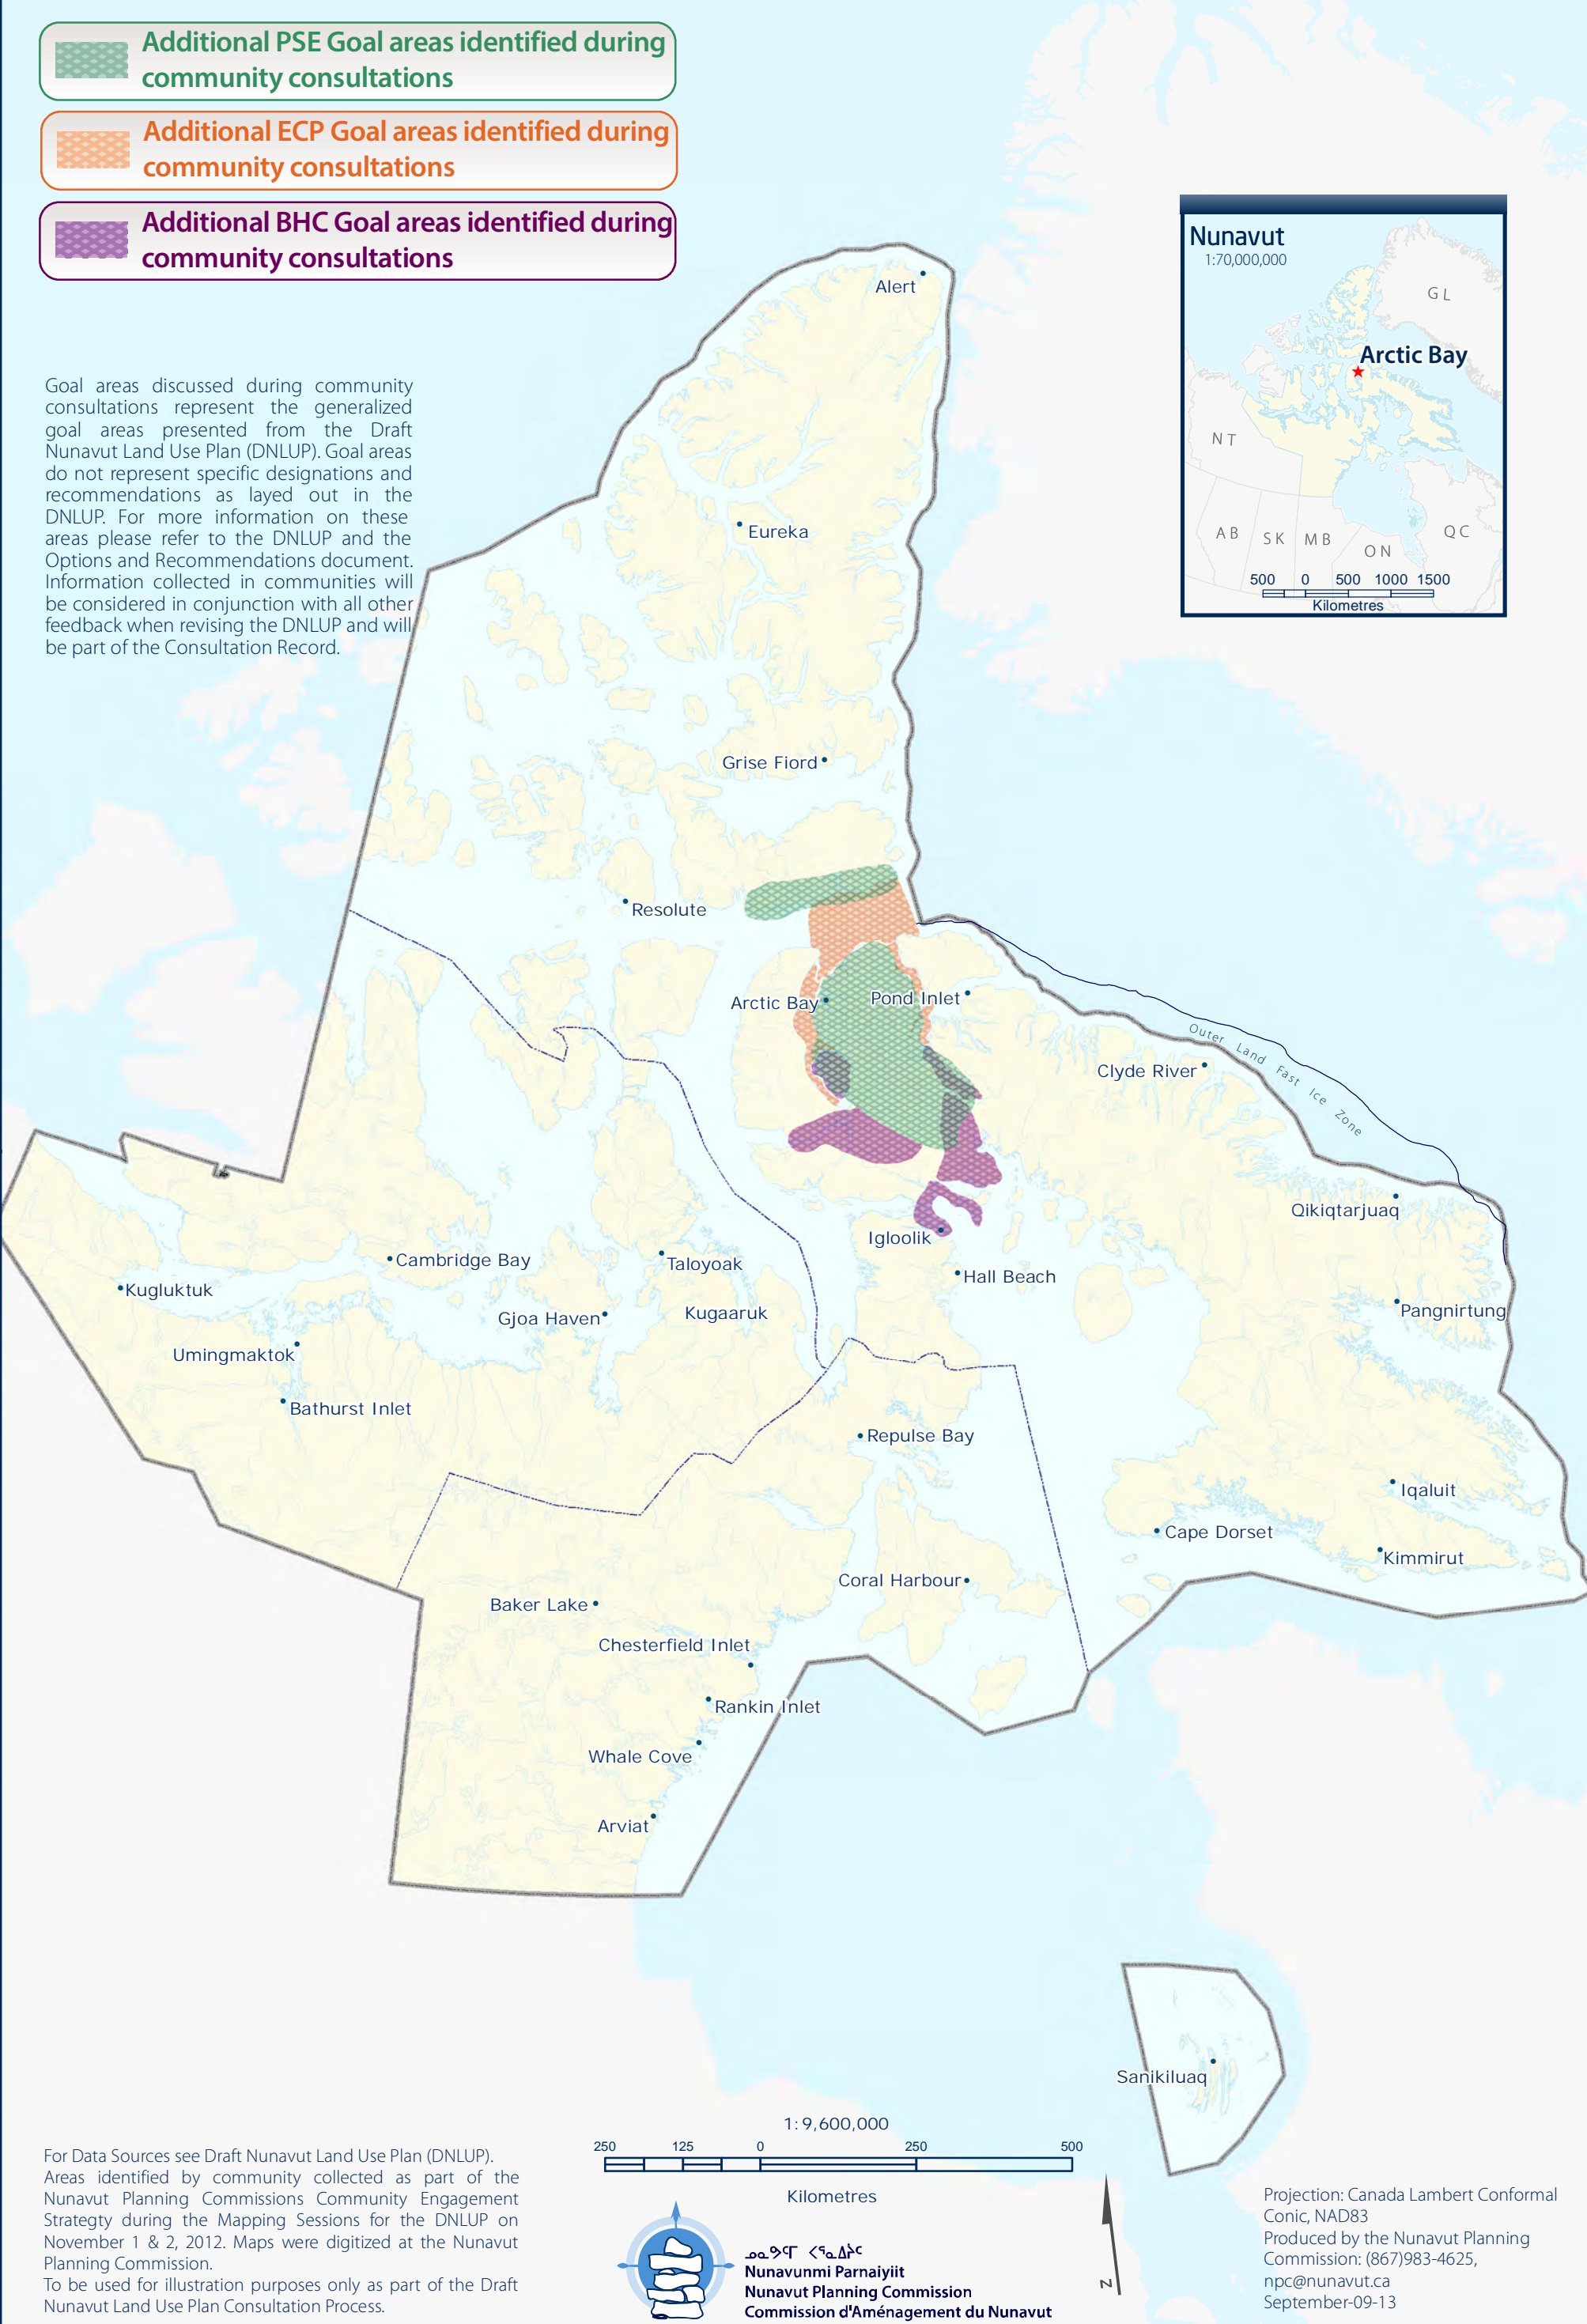 Additional PSE Goal areas identified during
community consultations
Additional ECP Goal areas identified during
community consultations
Additional BHC Goal areas identified during
community consultations
Goal areas discussed during community
consultations represent the generalized
goal areas presented from the Draft
Nunavut Land Use Plan (DNLUP). Goal areas
do not represent specific designations and
recommendations as layed out in the
DNLUP. For more information on these
areas please refer to the DNLUP and the
Options and Recommendations document.
Information collected in communities will
be considered in conjunction with all other
feedback when revising the DNLUP and will
be part of the Consultation Record.
Nunavut
1:70,000,000
GL
Arctic Bay
NT
AB
SK
MB
ON
QC
500 0 500 1000 1500
Kilometres
Alert
Eureka
Grise Fiord
Resolute
Arctic Bay
Pond Inlet
Outer Land Fast Ice Zone
Clyde River
Qikiqtarjuaq
Igloolik
Hall Beach
Cambridge Bay
Taloyoak
Kugluktuk
Gjoa Haven
Kugaaruk
Pangnirtung
Umingmaktok
Bathurst Inlet
Repulse Bay
Iqaluit
Cape Dorset
Kimmirut
Coral Harbour
Baker Lake
Chesterfield Inlet
Rankin Inlet
Whale Cove
Arviat
Sanikiluaq
1:9,600,000
250 125 0 250 500
Kilometres
For Data Sources see Draft Nunavut Land Use Plan (DNLUP).
Areas identified by community collected as part of the
Nunavut Planning Commissions Community Engagement
Strategty during the Mapping Sessions for the DNLUP on
November 1 & 2, 2012. Maps were digitized at the Nunavut
Planning Commission.
To be used for illustration purposes only as part of the Draft
Nunavut Land Use Plan Consultation Process.
ᓄᓇᕗᑦᒥ ᐸᕐᓇᐃᔩᑦ
Nunavunmi Parnaiyiit
Nunavut Planning Commission
Commission d'Aménagement du Nunavut
N
Projection: Canada Lambert Conformal
Conic, NAD83
Produced by the Nunavut Planning
Commission: (867)983-4625,
npc@nunavut.ca
September-09-13